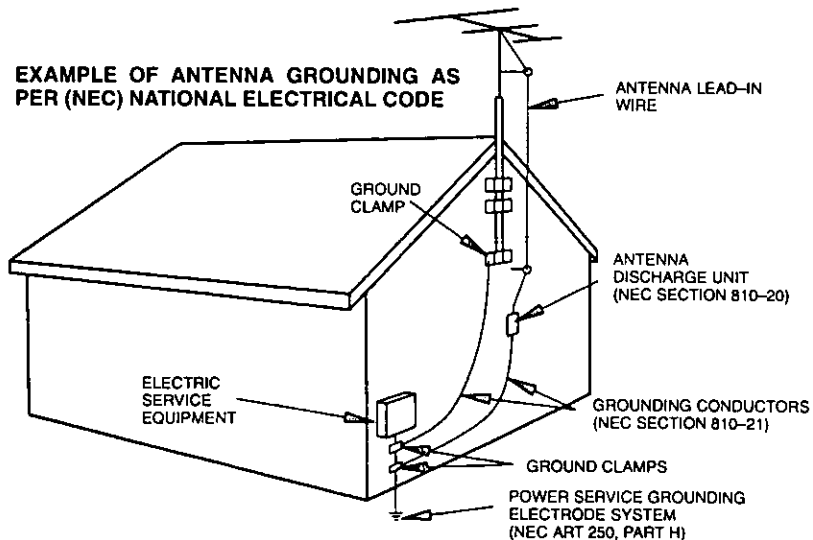 EXAMPLE OF ANTENNA GROUNDING AS
PER (NEC) NATIONAL ELECTRICAL CODE
ANTENNA LEAD–IN
WIRE
GROUND
CLAMP
ANTENNA
DISCHARGE UNIT
(NEC SECTION 810–20)
ELECTRIC
SERVICE
EQUIPMENT
GROUNDING CONDUCTORS
(NEC SECTION 810–21)
GROUND CLAMPS
POWER SERVICE GROUNDING
ELECTRODE SYSTEM
(NEC ART 250, PART H)